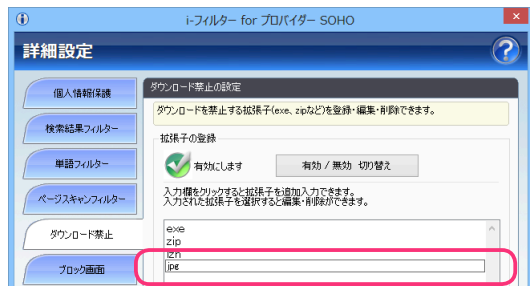 i-フィルター for プロバイダー SOHO
詳細設定
個人情報保護
検索結果フィルター
単語フィルター
ページスキャンフィルター
ダウンロード禁止
ブロック画面
ダウンロード禁止の設定
ダウンロードを禁止する拡張子(exe、zipなど)を登録・編集・削除できます。
拡張子の登録
有効にします
有効 / 無効 切り替え
入力欄をクリックすると拡張子を追加入力できます。
入力された拡張子を選択すると編集・削除ができます。
exe
zip
lzh
jpg